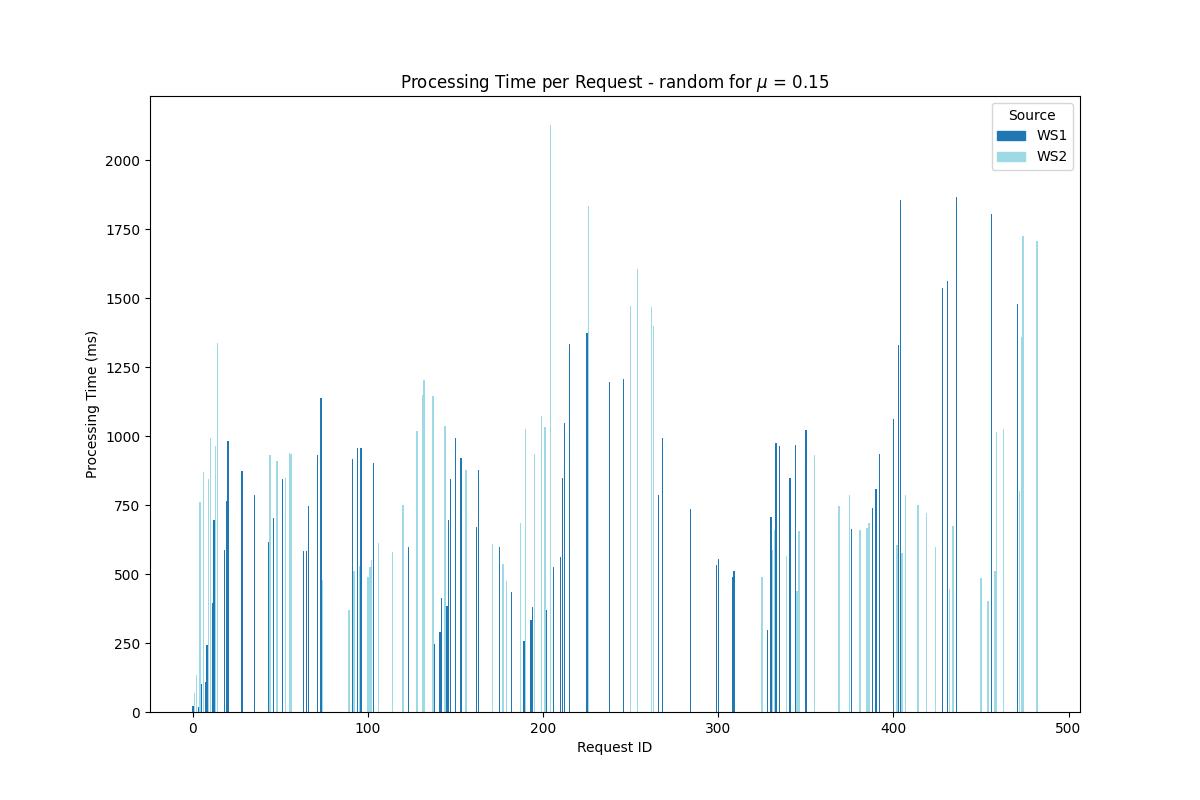 Processing Time per Request - random for μ = 0.15
Source
WS1
WS2
Processing Time (ms)
2000
1750
1500
1250
1000
750
500
250
0
0 100 200 300 400 500
Request ID